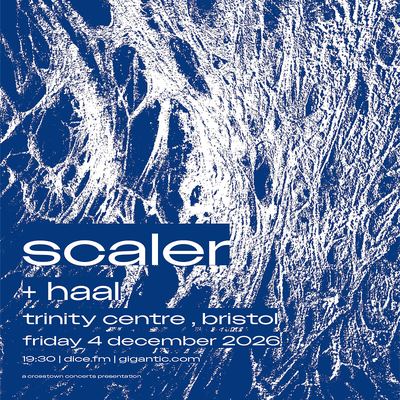 scaler
+ haal
trinity centre , bristol
friday 4 december 2026
19:30 | dice.fm | gigantic.com
a crosstown concerts presentation